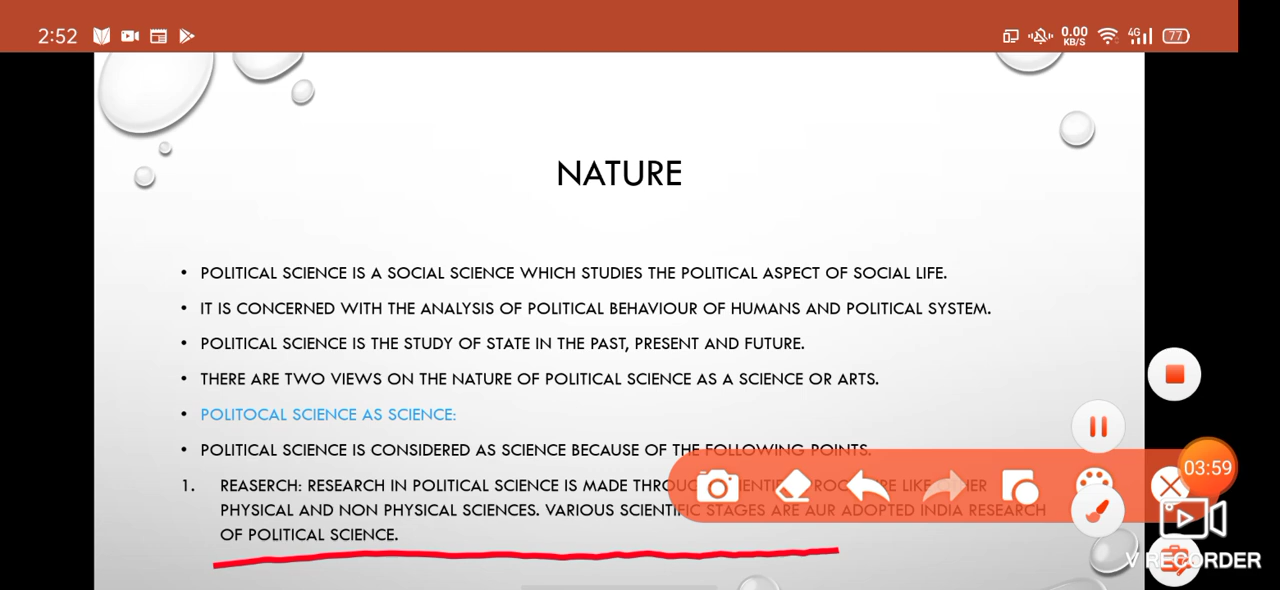 2:52
0.00
KB/S
4G
77
NATURE
• POLITICAL SCIENCE IS A SOCIAL SCIENCE WHICH STUDIES THE POLITICAL ASPECT OF SOCIAL LIFE.
• IT IS CONCERNED WITH THE ANALYSIS OF POLITICAL BEHAVIOUR OF HUMANS AND POLITICAL SYSTEM.
• POLITICAL SCIENCE IS THE STUDY OF STATE IN THE PAST, PRESENT AND FUTURE.
• THERE ARE TWO VIEWS ON THE NATURE OF POLITICAL SCIENCE AS A SCIENCE OR ARTS.
• POLITOCAL SCIENCE AS SCIENCE:
• POLITICAL SCIENCE IS CONSIDERED AS SCIENCE BECAUSE OF THE FOLLOWING POINTS.
1. REASERCH: RESEARCH IN POLITICAL SCIENCE IS MADE LIKE OTHER
PHYSICAL AND NON PHYSICAL SCIENCES. VARIOUS SCIENTIFIC STAGES ARE AUR ADOPTED INDIA RESEARCH
OF POLITICAL SCIENCE.
03:59
V RECORDER